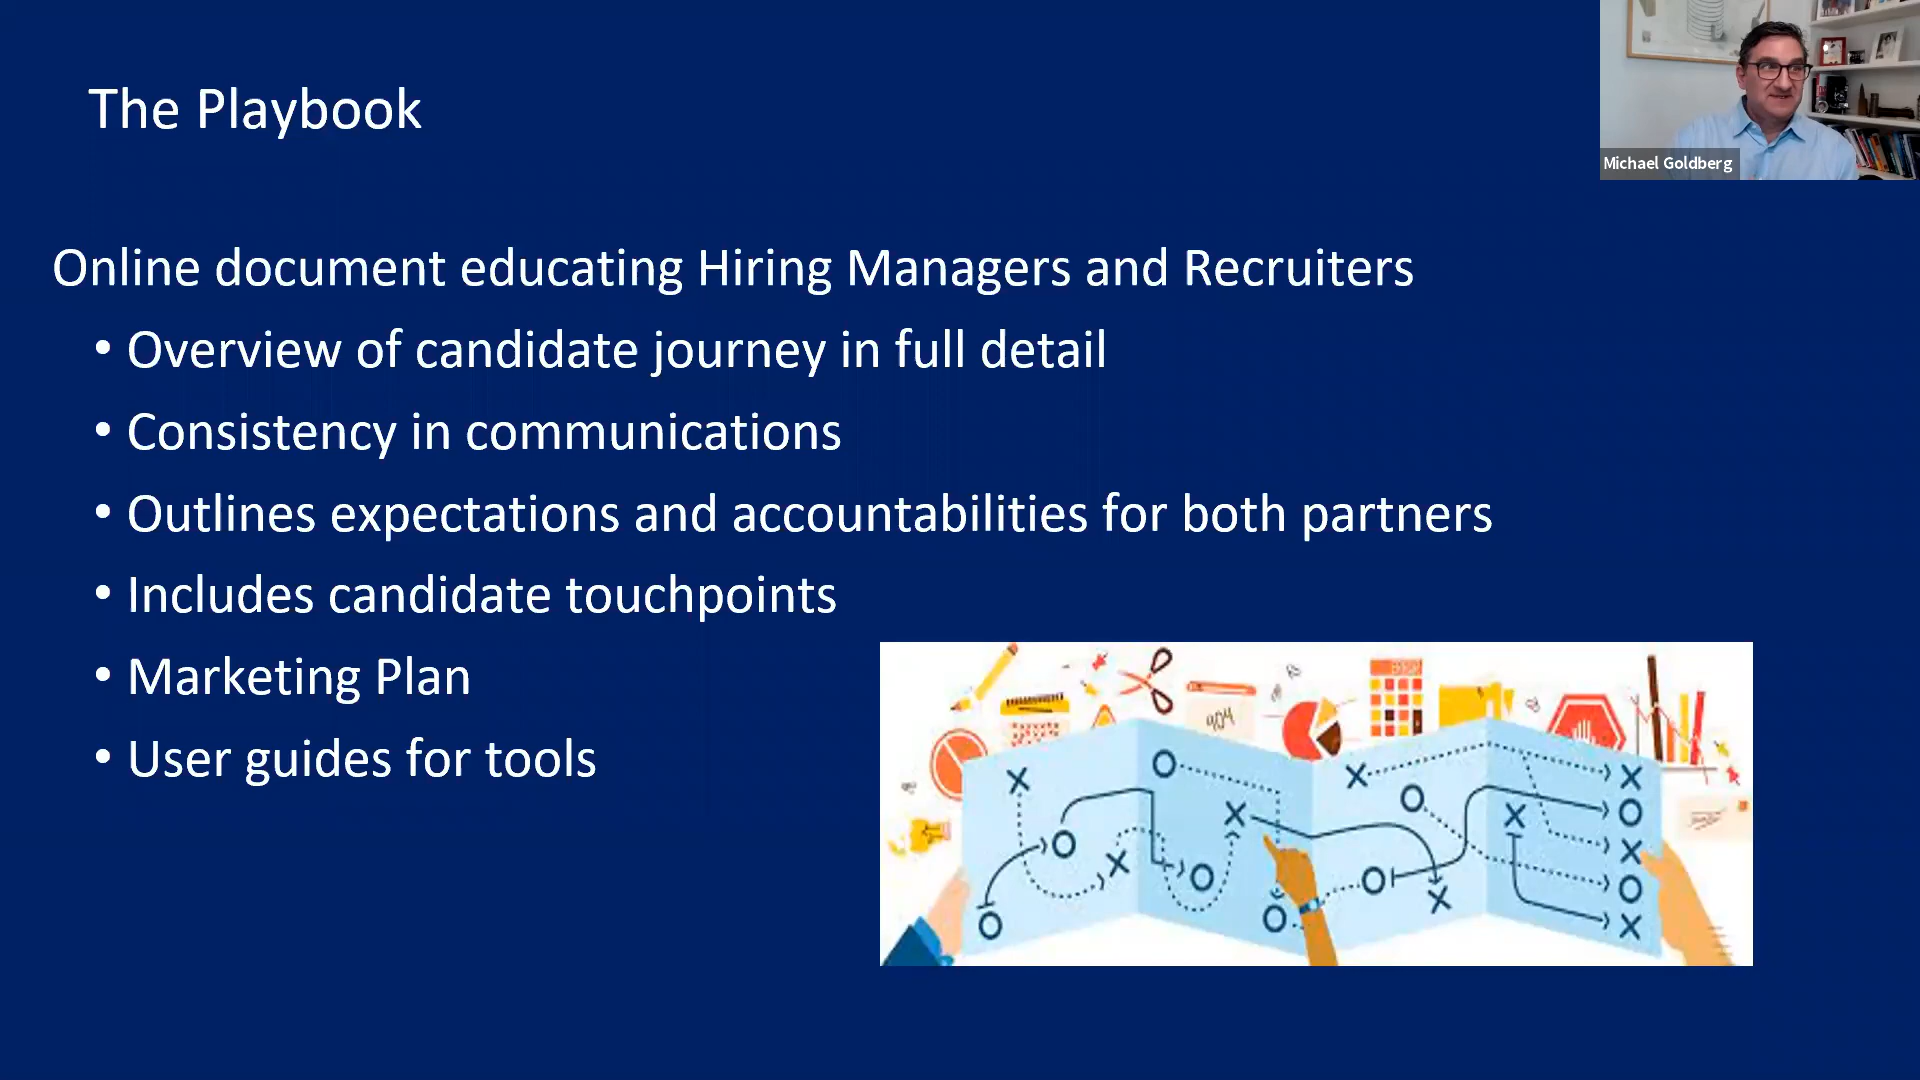 The Playbook
Michael Goldberg
Online document educating Hiring Managers and Recruiters
• Overview of candidate journey in full detail
• Consistency in communications
• Outlines expectations and accountabilities for both partners
• Includes candidate touchpoints
• Marketing Plan
• User guides for tools
404
X O X O X O X O X O X O X X O X O X